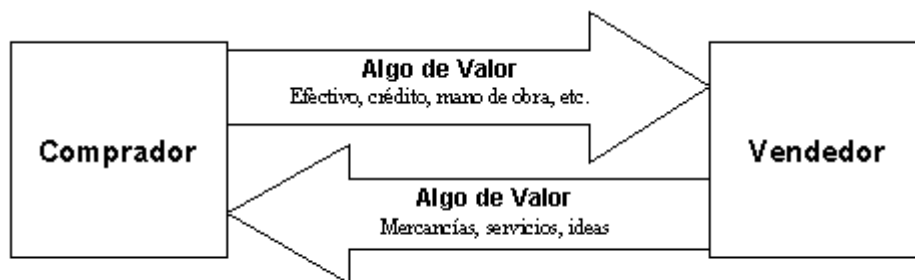 Comprador
Algo de Valor
Efectivo, crédito, mano de obra, etc.
Vendedor
Algo de Valor
Mercancías, servicios, ideas